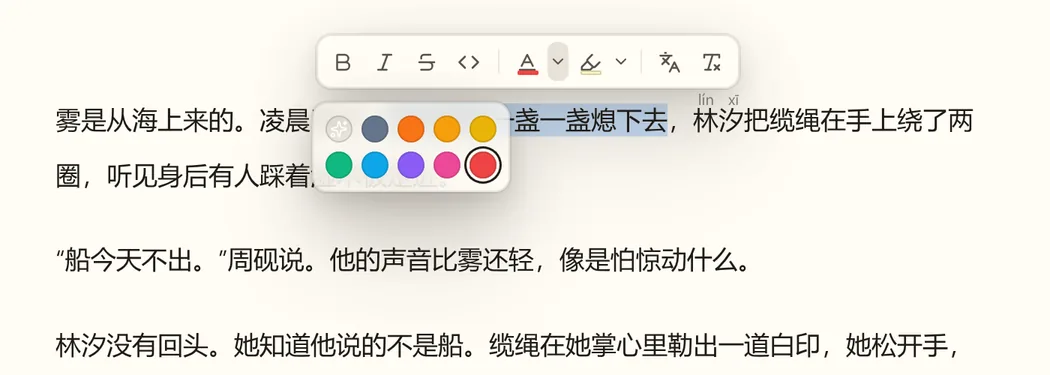 B I S <> A
lín xī
雾是从海上来的。凌晨 一盏一盏熄下去，林汐把缆绳在手上绕了两
圈，听见身后有人踩着
“船今天不出。”周砚说。他的声音比雾还轻，像是怕惊动什么。
林汐没有回头。她知道他说的不是船。缆绳在她掌心里勒出一道白印，她松开手，